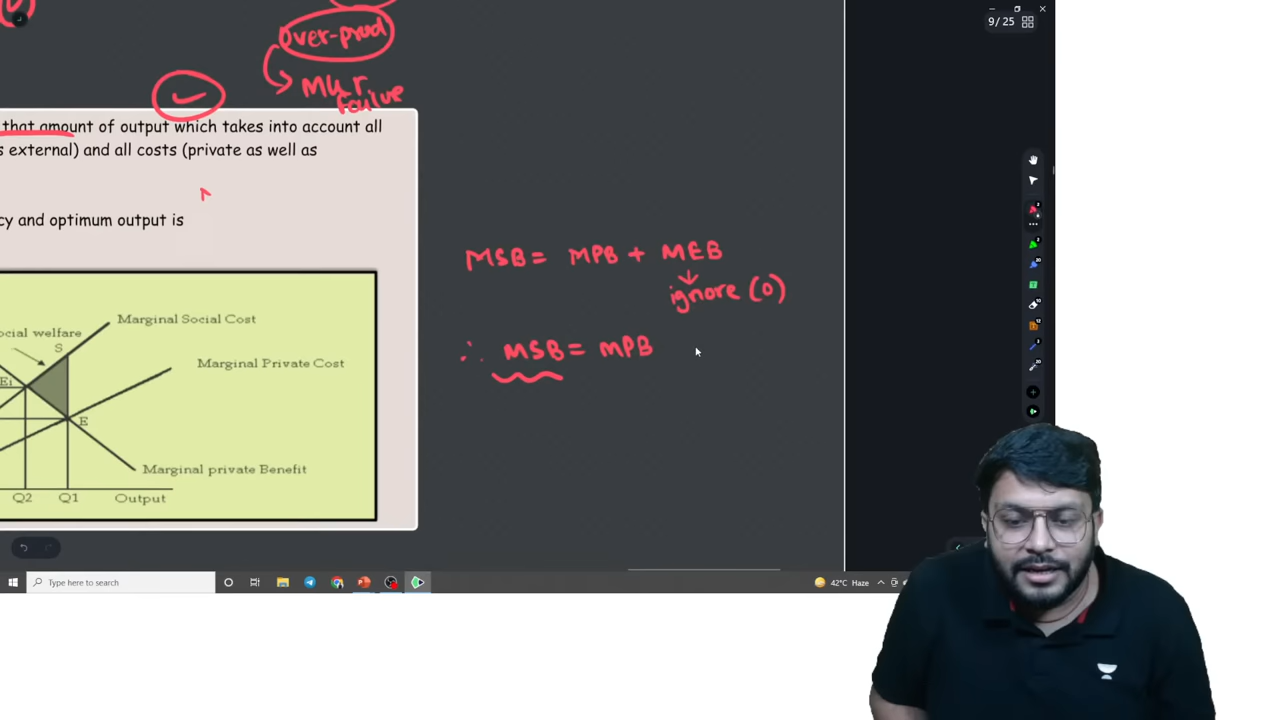 9/25
over-prod
Mkr
failure
that amount of output which takes into account all
s external) and all costs (private as well as
cy and optimum output is
MSB = MPB + MEB
ignore (0)
∴ MSB = MPB
Marginal Social Cost
ocial welfare
S
Marginal Private Cost
Ei
E
Marginal private Benefit
Q2 Q1 Output
Type here to search
42°C Haze